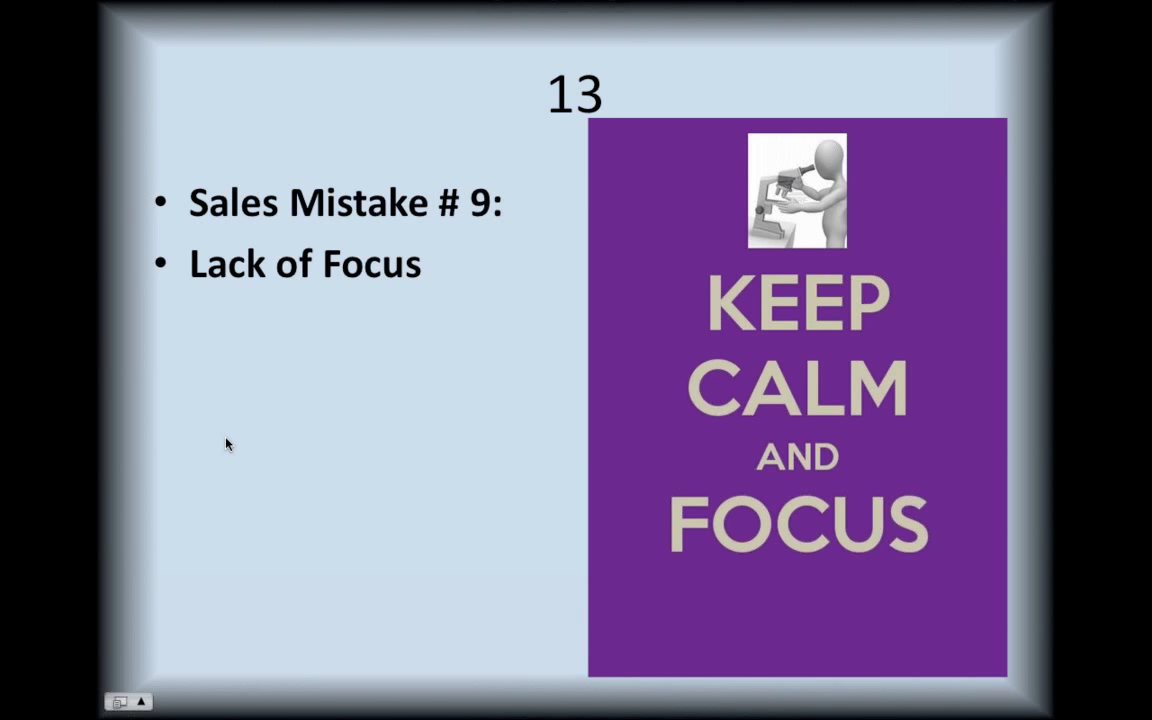 13
• Sales Mistake # 9:
• Lack of Focus
KEEP
CALM
AND
FOCUS